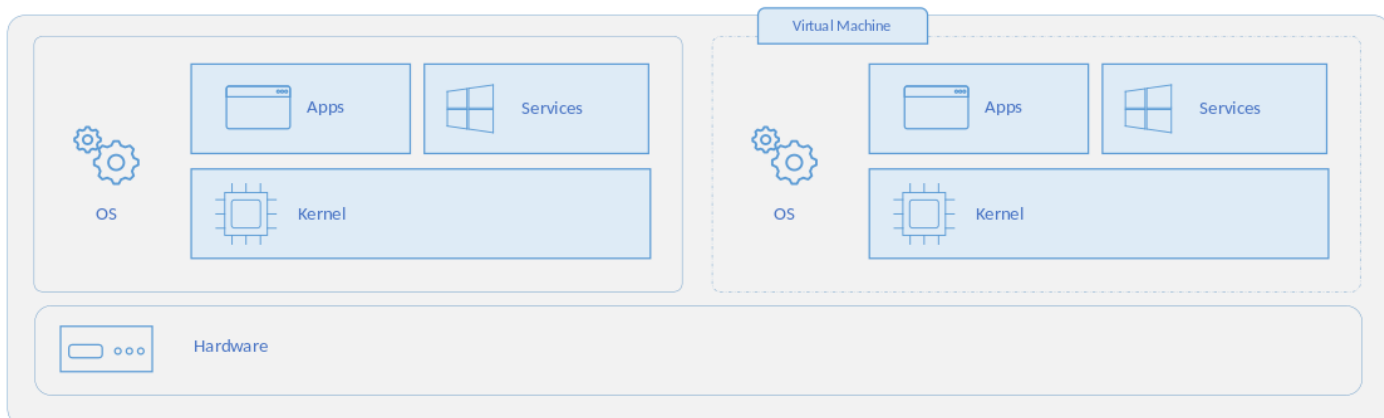 Virtual Machine
Apps
Services
OS
Kernel
Apps
Services
OS
Kernel
Hardware